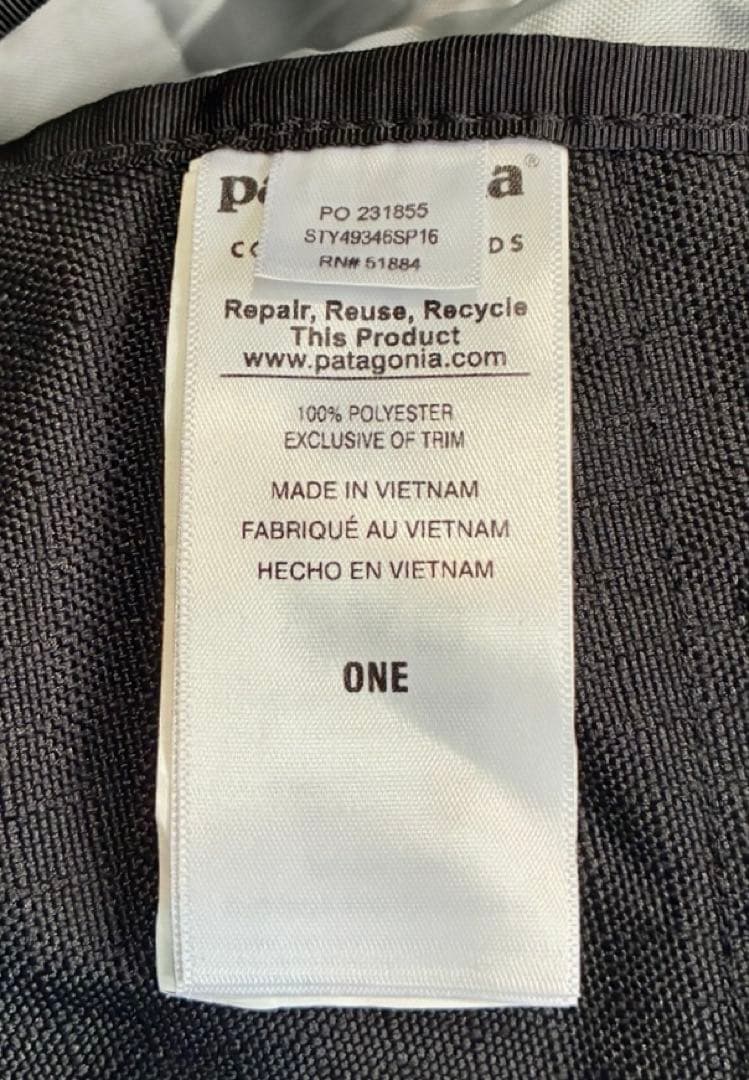 PO 231855
STY49346SP16
RN# 51884
Repair, Reuse, Recycle
This Product
www.patagonia.com
100% POLYESTER
EXCLUSIVE OF TRIM
MADE IN VIETNAM
FABRIQUÉ AU VIETNAM
HECHO EN VIETNAM
ONE